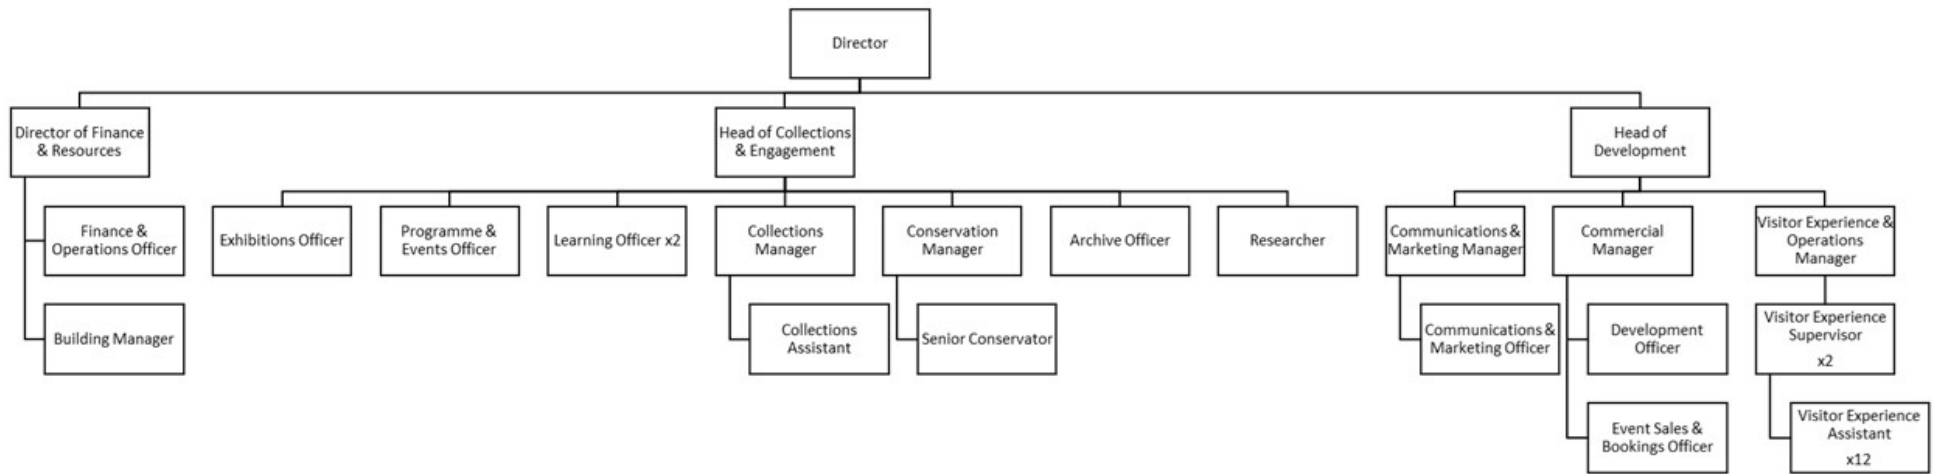 Director
Director of Finance
& Resources
Head of Collections
& Engagement
Head of
Development
Finance &
Operations Officer
Exhibitions Officer
Programme &
Events Officer
Learning Officer x2
Collections
Manager
Conservation
Manager
Archive Officer
Researcher
Communications &
Marketing Manager
Commercial
Manager
Visitor Experience &
Operations
Manager
Building Manager
Collections
Assistant
Senior Conservator
Communications &
Marketing Officer
Development
Officer
Visitor Experience
Supervisor
x2
Event Sales &
Bookings Officer
Visitor Experience
Assistant
x12